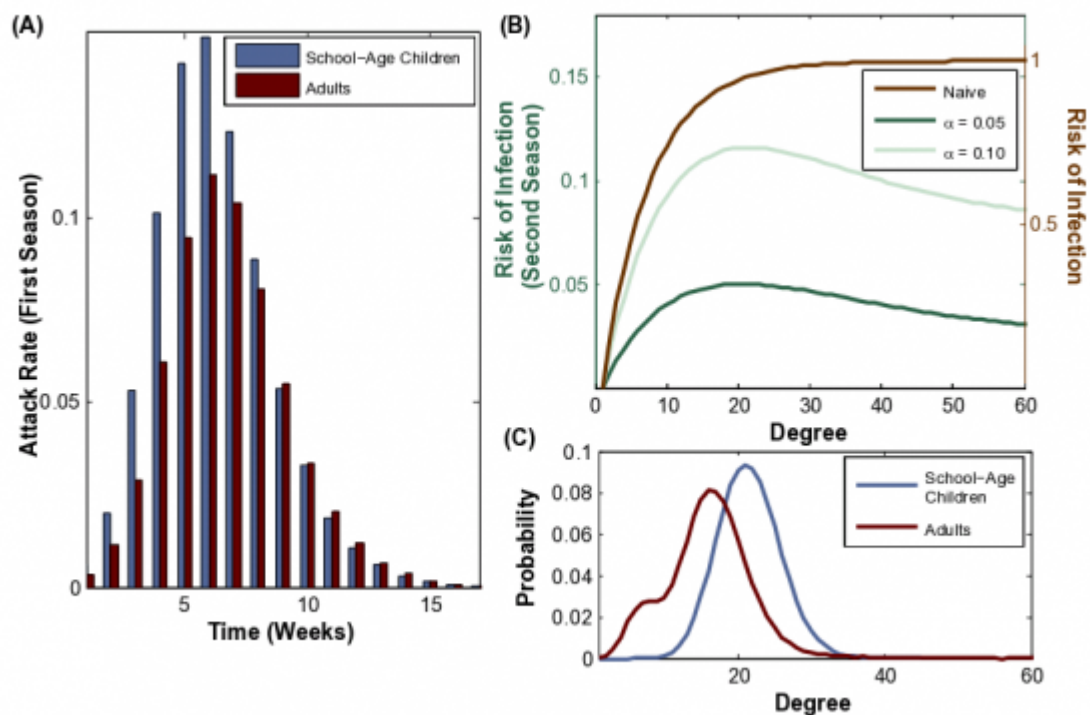 (A)
School-Age Children
Adults
Attack Rate (First Season)
0.1
0.05
0
5
10
15
Time (Weeks)
(B)
Risk of Infection
(Second Season)
0.15
0.1
0.05
0
10
20
30
40
50
60
Degree
Naive
α = 0.05
α = 0.10
1
0.5
Risk of Infection
(C)
Probability
0.1
0.08
0.06
0.04
0.02
0
20
40
60
Degree
School-Age
Children
Adults